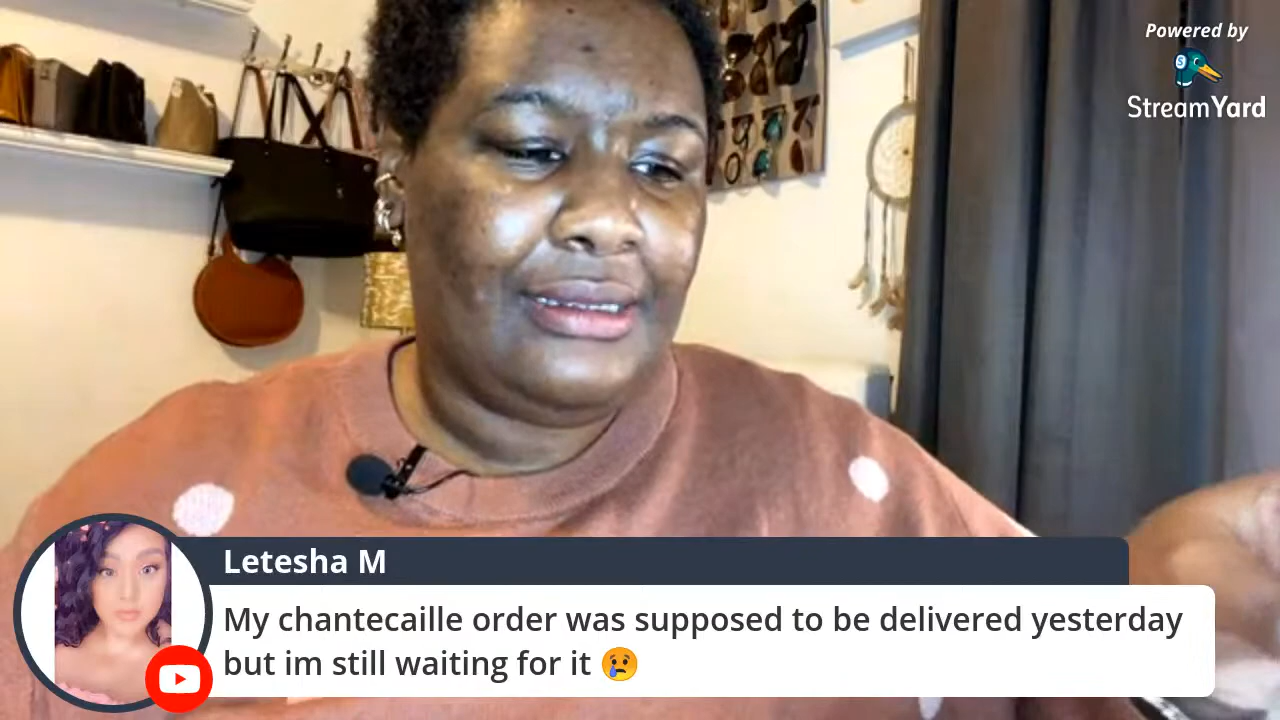 Powered by
StreamYard
Letesha M
My chantecaille order was supposed to be delivered yesterday
but im still waiting for it 😢